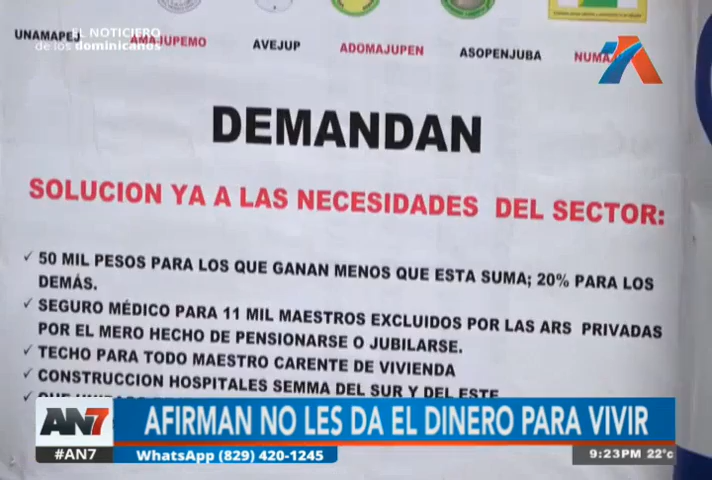 EL NOTICIERO
de los dominicanos
UNAMAPEJ
AMAJUPEMO
AVEJUP
ADOMAJUPEN
ASOPENJUBA
DEMANDAN
SOLUCION YA A LAS NECESIDADES DEL SECTOR:
✓ 50 MIL PESOS PARA LOS QUE GANAN MENOS QUE ESTA SUMA; 20% PARA LOS
DEMÁS.
✓ SEGURO MÉDICO PARA 11 MIL MAESTROS EXCLUIDOS POR LAS ARS PRIVADAS
POR EL MERO HECHO DE PENSIONARSE O JUBILARSE.
✓ TECHO PARA TODO MAESTRO CARENTE DE VIVIENDA
✓ CONSTRUCCION HOSPITALES SEMMA DEL SUR Y DEL ESTE
AN7
AFIRMAN NO LES DA EL DINERO PARA VIVIR
#AN7
WhatsApp (829) 420-1245
9:23PM 22°c